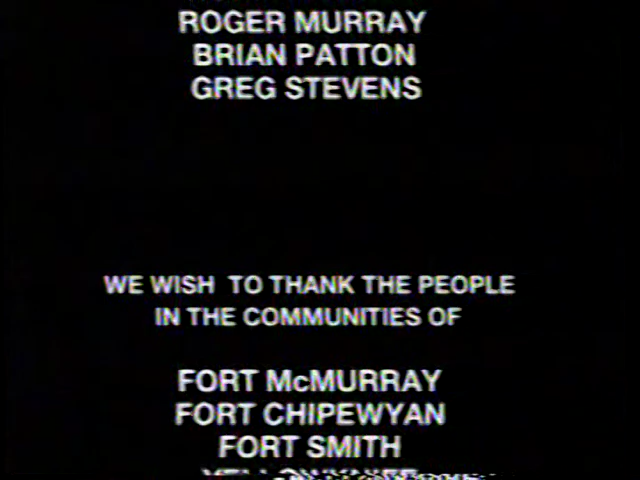 ROGER MURRAY
BRIAN PATTON
GREG STEVENS
WE WISH TO THANK THE PEOPLE
IN THE COMMUNITIES OF
FORT McMURRAY
FORT CHIPEWYAN
FORT SMITH